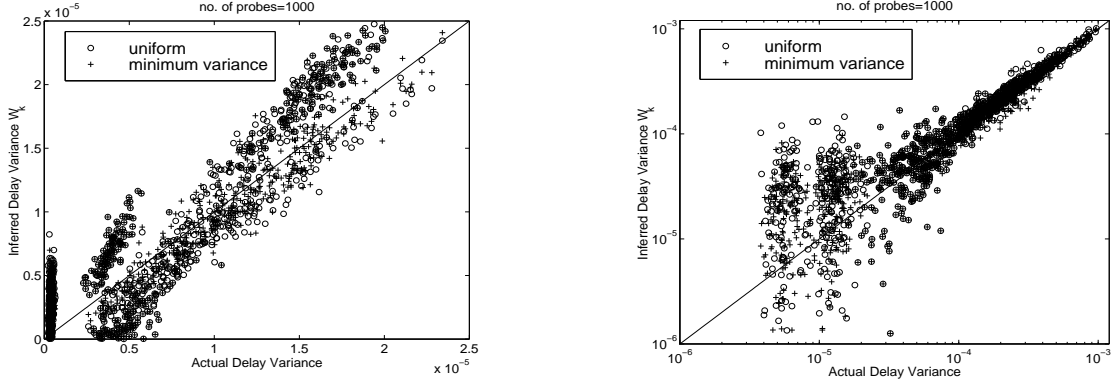 no. of probes=1000
x 10⁻⁵
2.5
2
1.5
1
0.5
0
Inferred Delay Variance W_k
uniform
minimum variance
0
0.5
1
1.5
2
2.5
Actual Delay Variance
x 10⁻⁵
no. of probes=1000
10⁻³
10⁻⁴
10⁻⁵
10⁻⁶
Inferred Delay Variance W_k
uniform
minimum variance
10⁻⁶
10⁻⁵
10⁻⁴
10⁻³
Actual Delay Variance